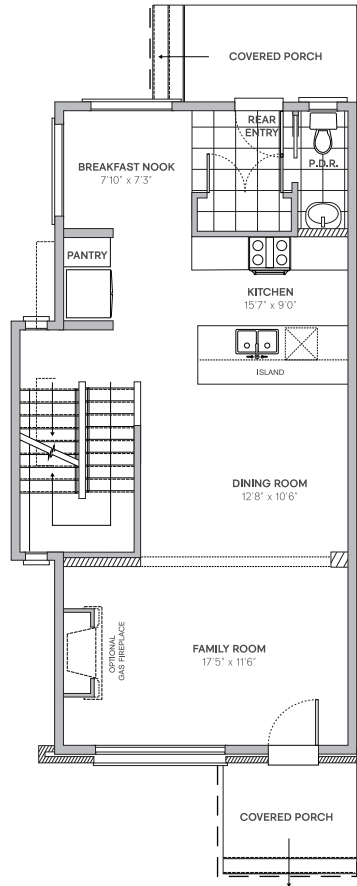 COVERED PORCH
REAR
ENTRY
P.D.R.
BREAKFAST NOOK
7'10" x 7'3"
PANTRY
KITCHEN
15'7" x 9'0"
ISLAND
DINING ROOM
12'8" x 10'6"
OPTIONAL
GAS FIREPLACE
FAMILY ROOM
17'5" x 11'6"
COVERED PORCH